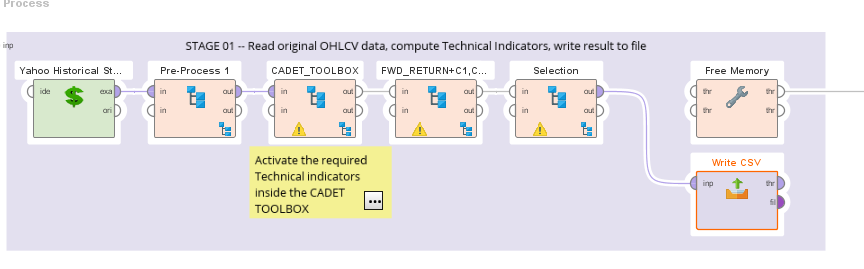 Process
inp
STAGE 01 -- Read original OHLCV data, compute Technical Indicators, write result to file
Yahoo Historical St...
Pre-Process 1
CADET_TOOLBOX
FWD_RETURN+C1,C...
Selection
Free Memory
ide exa
ori
in out
in out
in out
in out
in out
in out
in out
in out
thr thr
thr thr
Activate the required
Technical indicators
inside the CADET
TOOLBOX
Write CSV
inp thr
fil